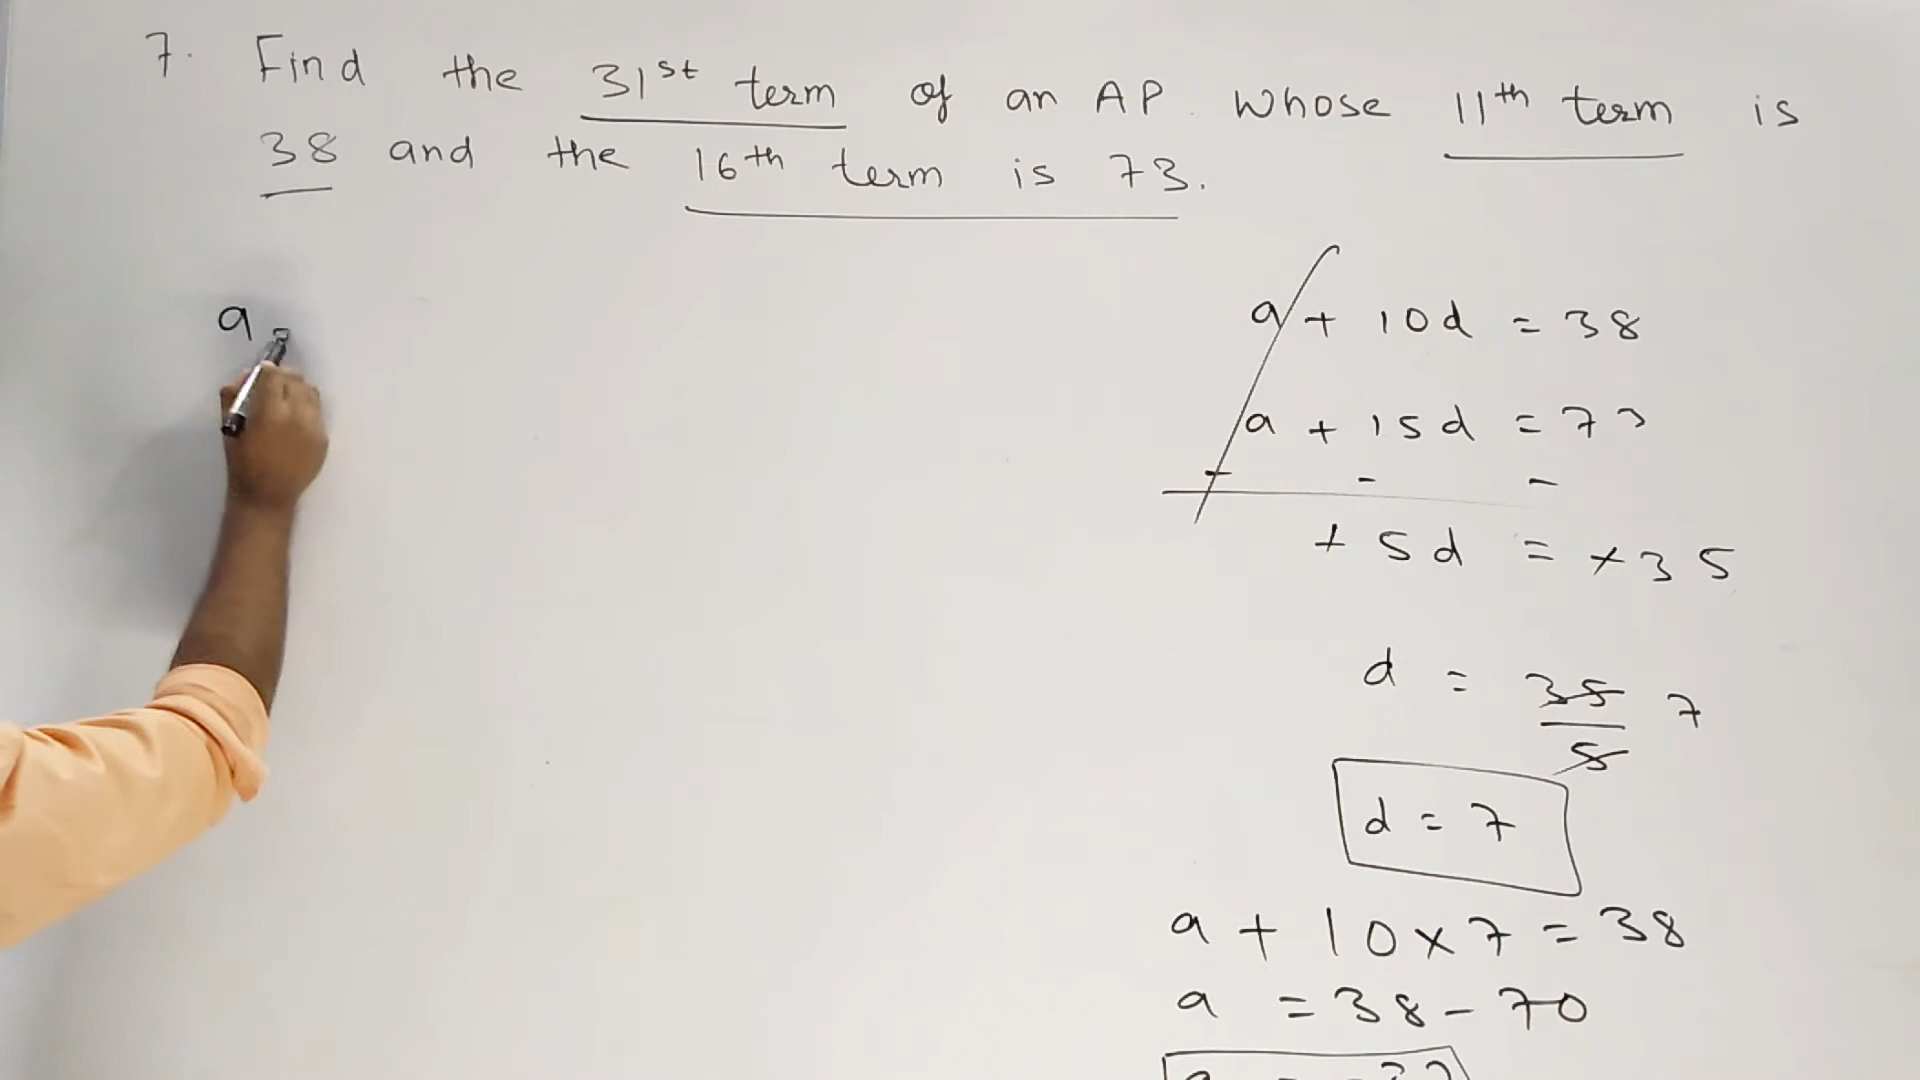 7. Find the 31st term of an AP whose 11th term is
38 and the 16th term is 73.
a
a + 10d = 38
a + 15d = 73
- - -
+ 5d = + 35
d = 35/5 7
d = 7
a + 10 x 7 = 38
a = 38 - 70